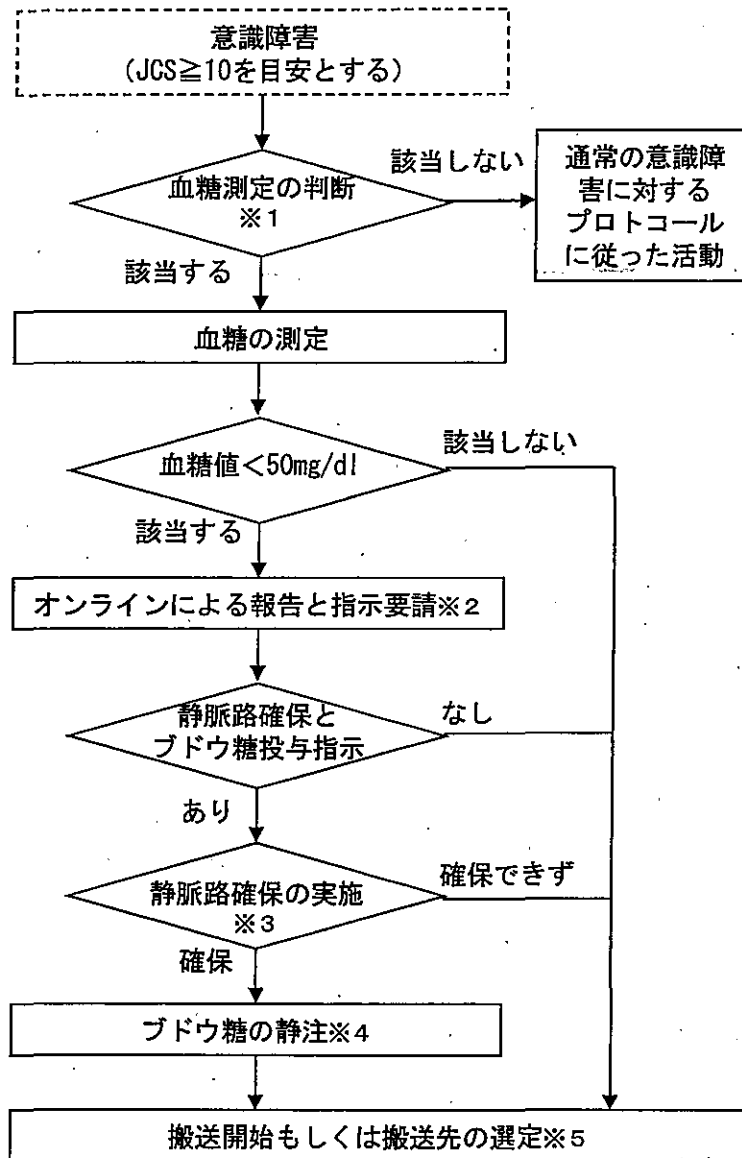 意識障害
(JCS≧10を目安とする)
該当しない
血糖測定の判断
※1
通常の意識障
害に対する
プロトコール
に従った活動
該当する
血糖の測定
血糖値<50mg/dl
該当しない
該当する
オンラインによる報告と指示要請※2
静脈路確保と
ブドウ糖投与指示
なし
あり
静脈路確保の実施
※3
確保できず
確保
ブドウ糖の静注※4
搬送開始もしくは搬送先の選定※5